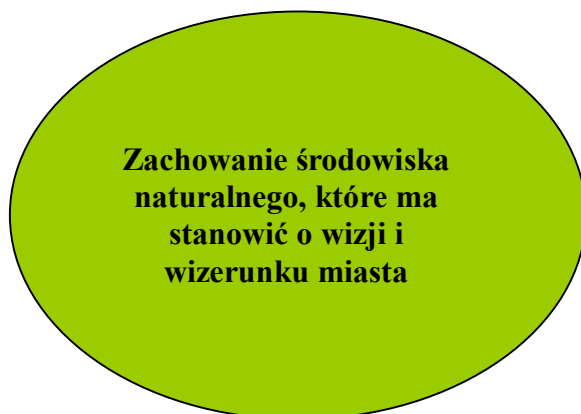 Zachowanie środowiska
naturalnego, które ma
stanowić o wizji i
wizerunku miasta